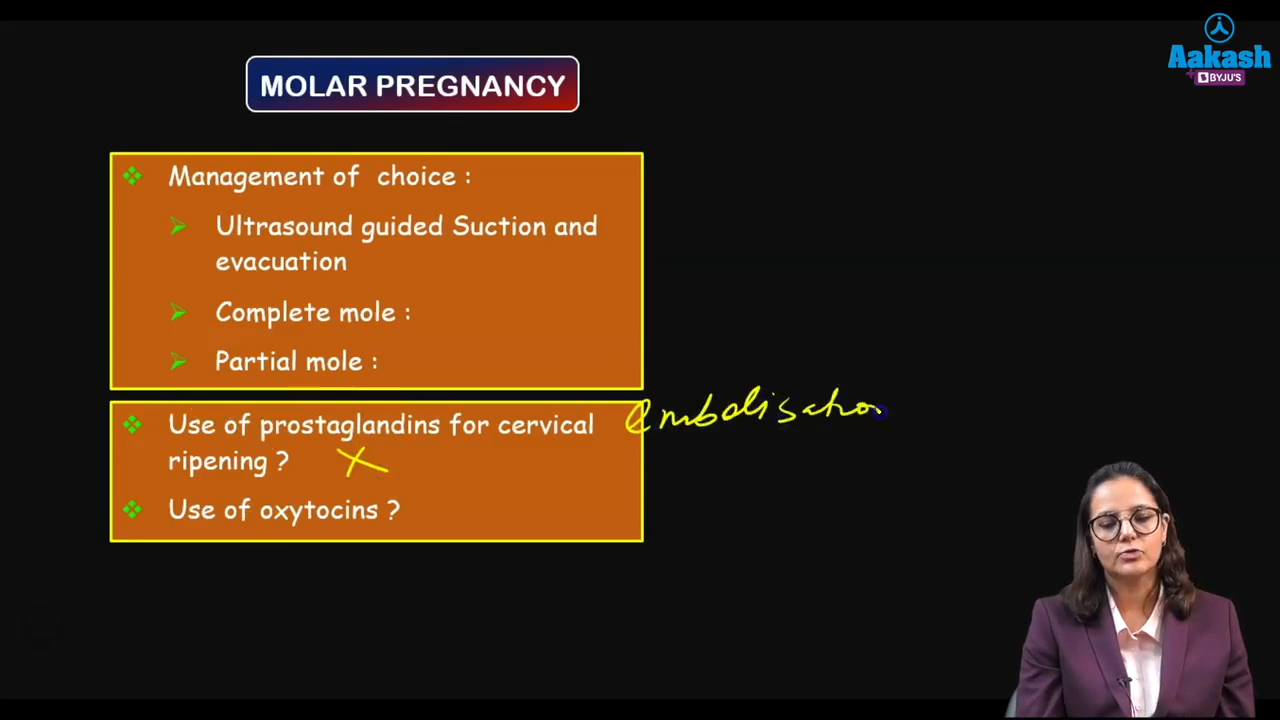 Aakash
BYJU'S
MOLAR PREGNANCY
Management of choice :
Ultrasound guided Suction and
evacuation
Complete mole :
Partial mole :
Use of prostaglandins for cervical
embolisation
ripening ? X
Use of oxytocins ?